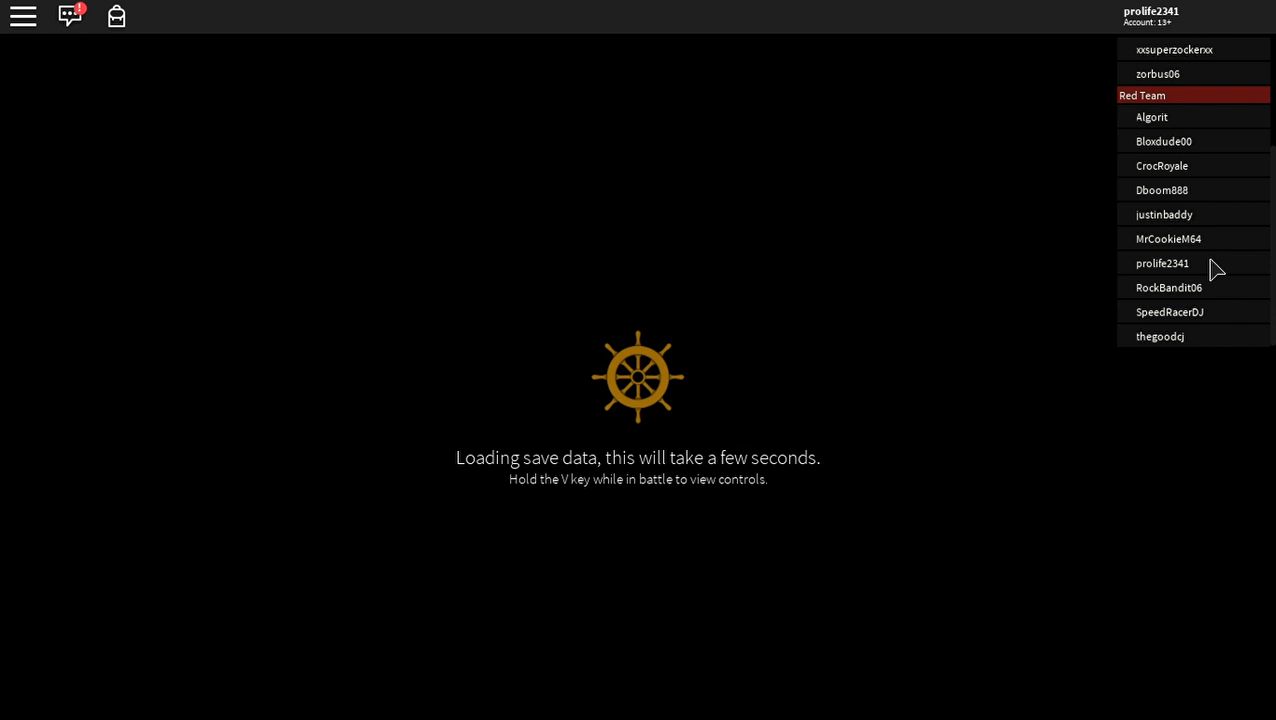 prolife2341
Account: 13+
xxsuperzockerxx
zorbus06
Red Team
Algorit
Bloxdude00
CrocRoyale
Dboom888
justinbaddy
MrCookieM64
prolife2341
RockBandit06
SpeedRacerDJ
thegoodcj
Loading save data, this will take a few seconds.
Hold the V key while in battle to view controls.